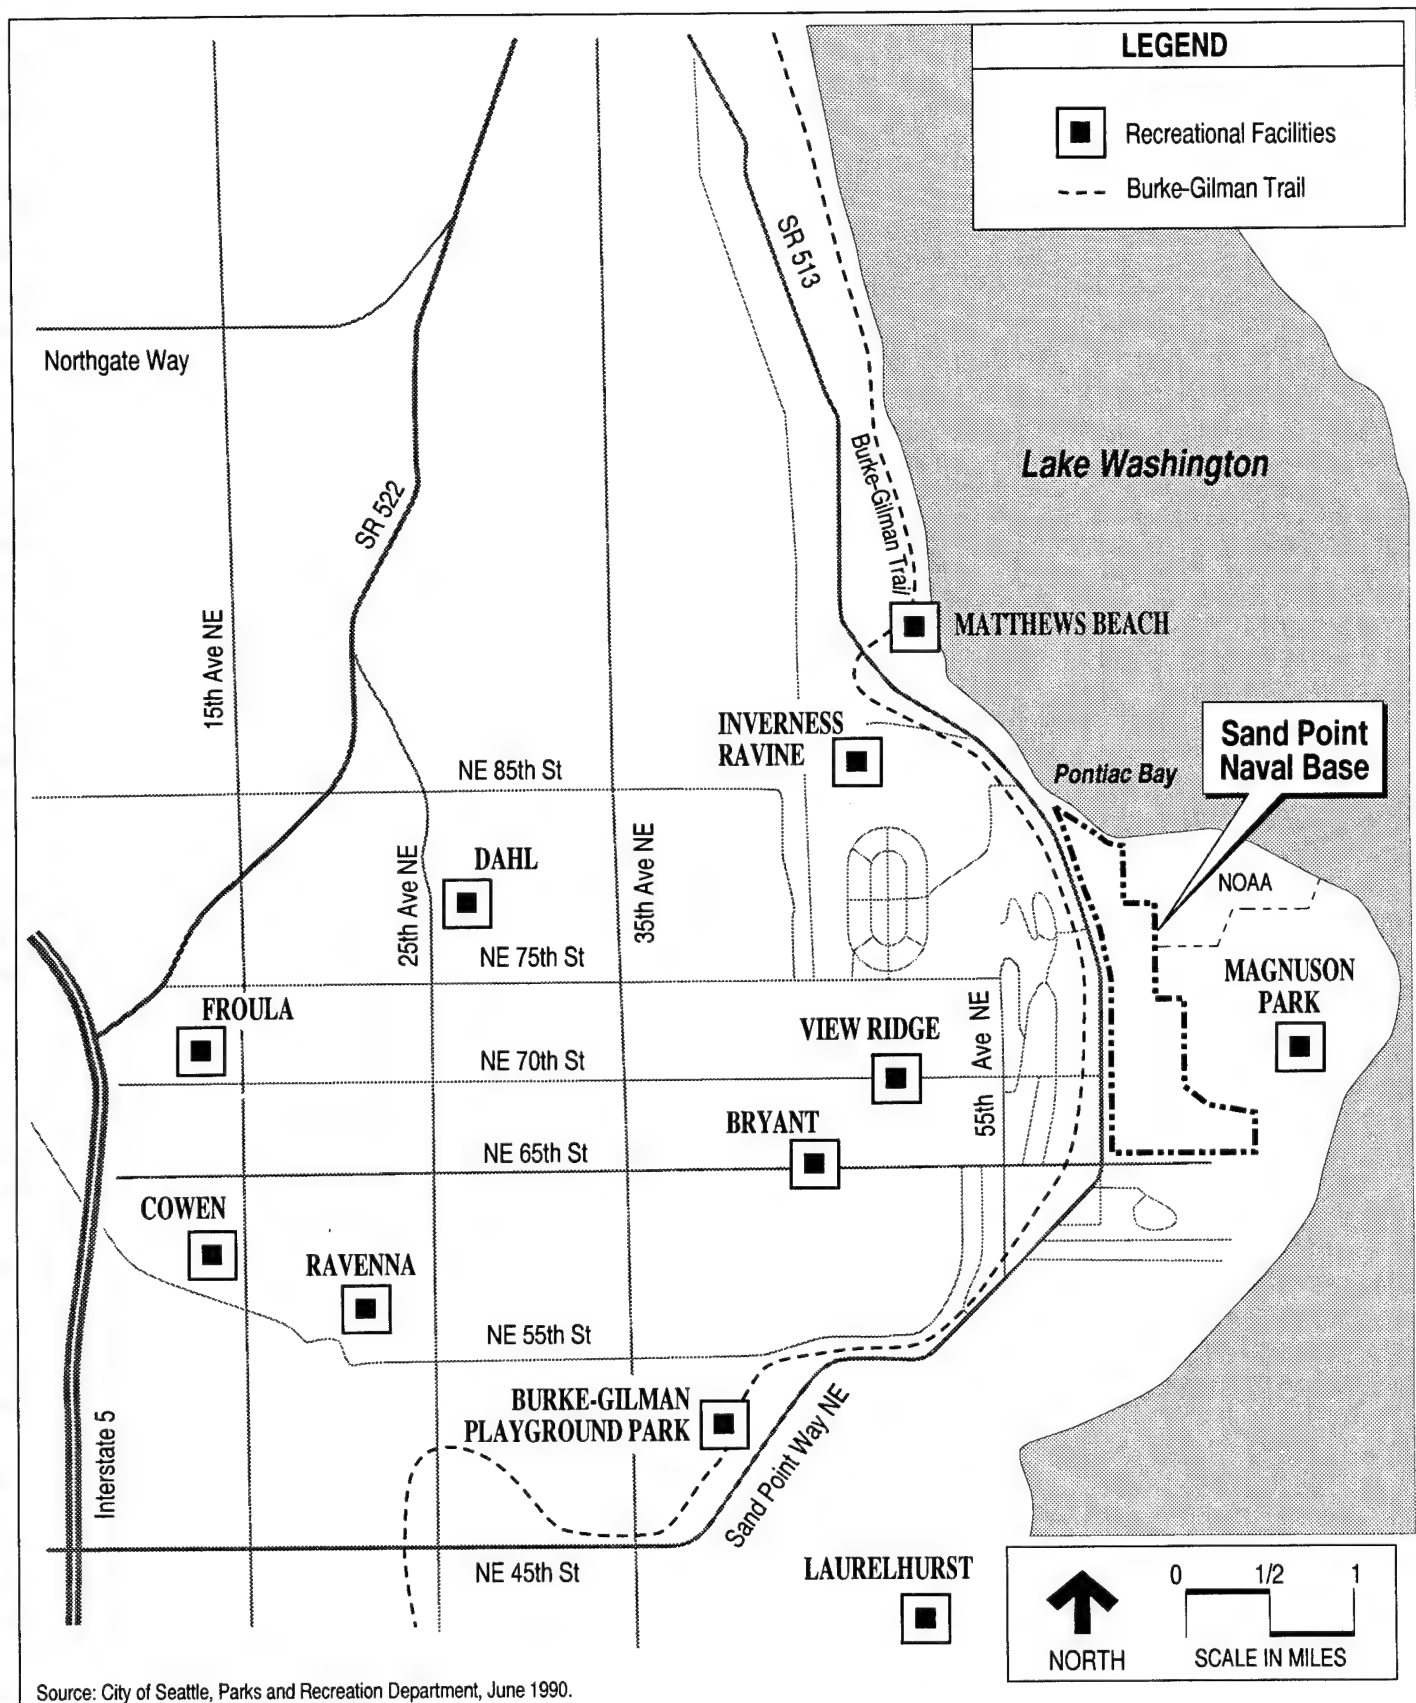 LEGEND
Recreational Facilities
Burke-Gilman Trail
SR 513
Northgate Way
Lake Washington
Burke-Gilman Trail
SR 522
15th Ave NE
MATTHEWS BEACH
INVERNESS
RAVINE
Sand Point
Naval Base
Pontiac Bay
NE 85th St
35th Ave NE
25th Ave NE
DAHL
NOAA
NE 75th St
MAGNUSON
PARK
FROULA
VIEW RIDGE
55th Ave NE
NE 70th St
BRYANT
NE 65th St
COWEN
RAVENNA
NE 55th St
BURKE-GILMAN
PLAYGROUND PARK
Sand Point Way NE
Interstate 5
NE 45th St
LAURELHURST
0 1/2 1
NORTH
SCALE IN MILES
Source: City of Seattle, Parks and Recreation Department, June 1990.